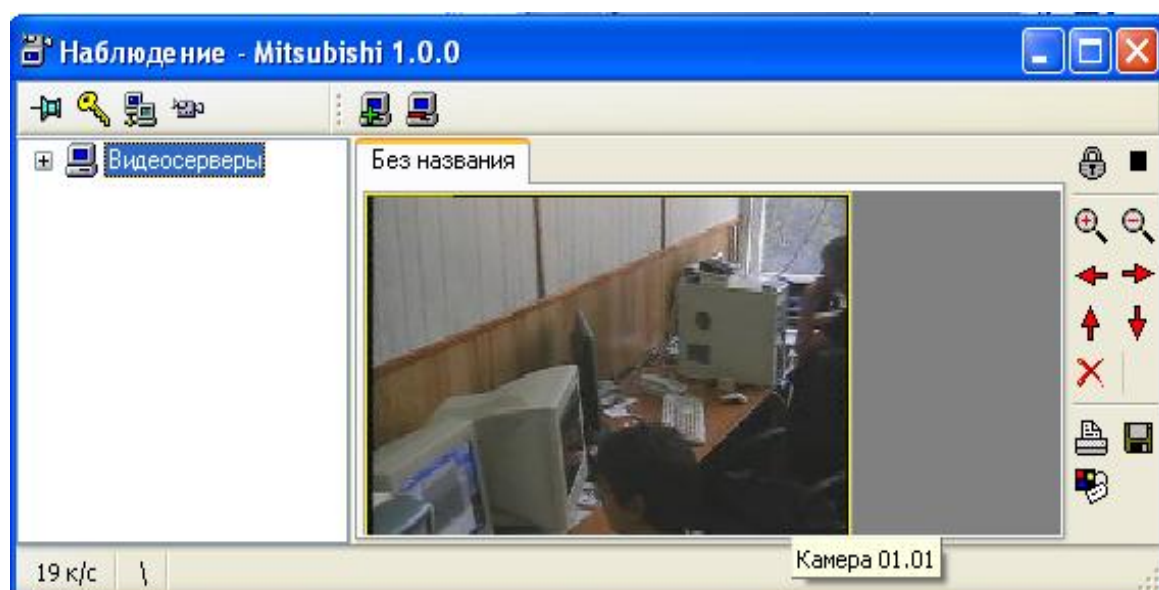 Наблюдение - Mitsubishi 1.0.0
Видеосерверы
Без названия
Камера 01.01
19 к/с \